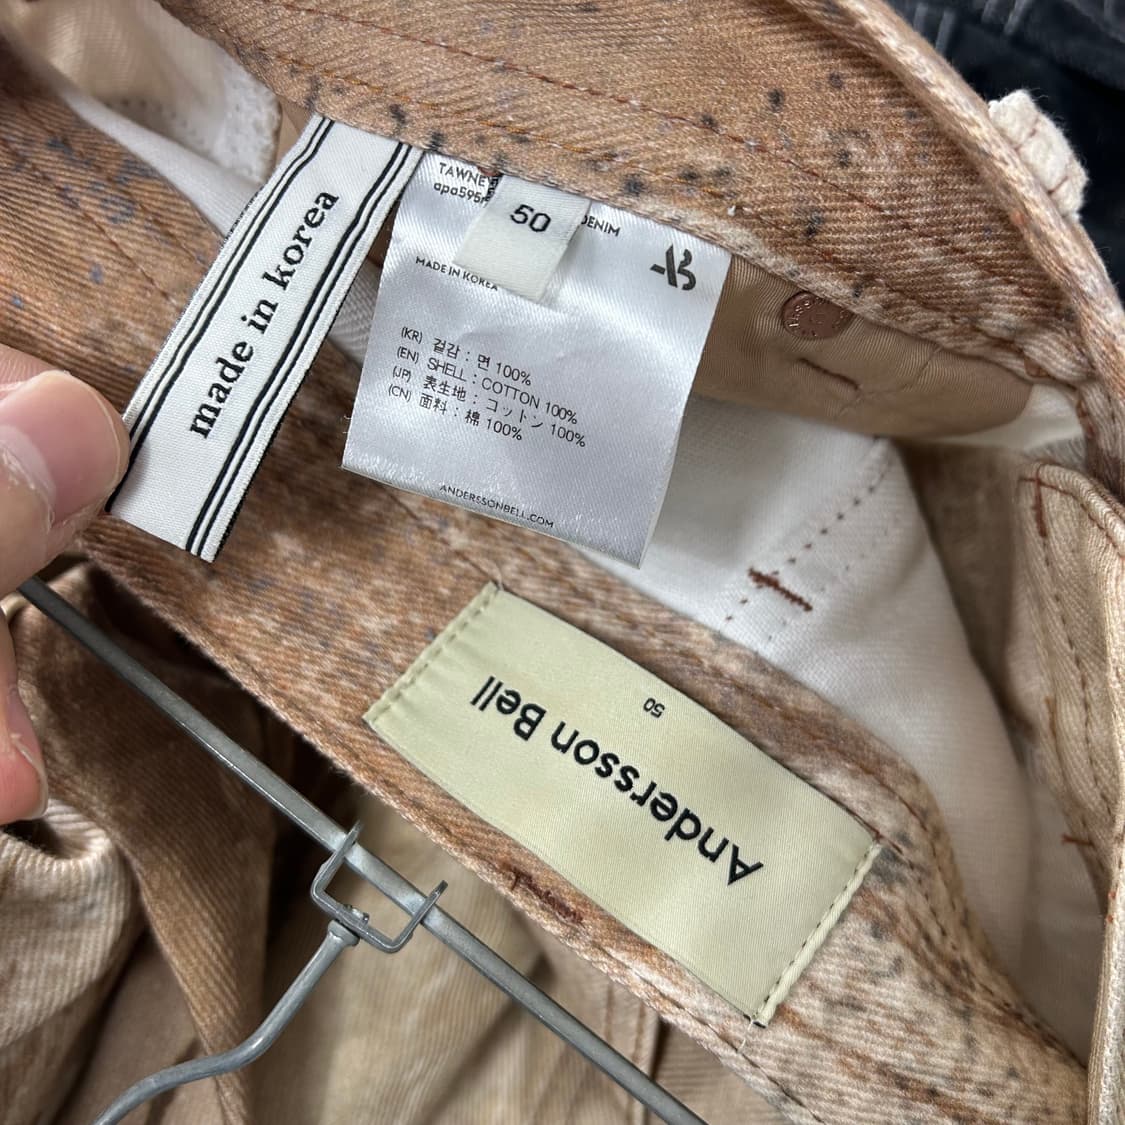 made in korea
TAWNE
apa595
DENIM
50
MADE IN KOREA
(KR) 겉감 : 면 100%
(EN) SHELL : COTTON 100%
(JP) 表生地 : コットン 100%
(CN) 面料 : 棉 100%
ANDERSSONBELL.COM
Andersson Bell
50